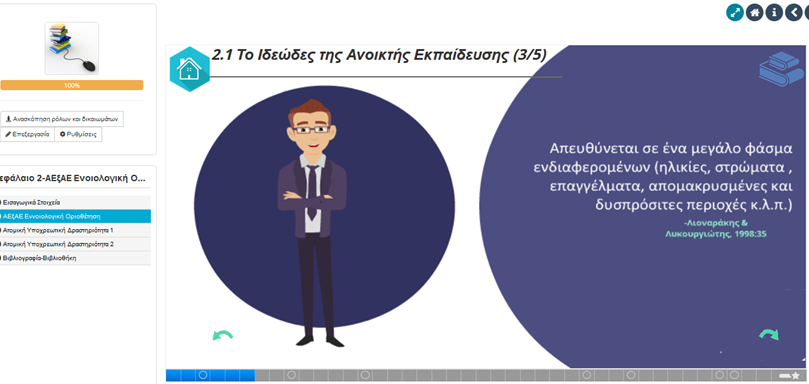 100%
Ανασκόπηση ρόλων και δικαιωμάτων
Επεξεργασία
Ρυθμίσεις
εφάλαιο 2-ΑΕξΑΕ Ενοιολογική Ο...
Εισαγωγικά Στοιχεία
ΑΕξΑΕ Εννοιολογική Οριοθέτηση
Ατομική Υποχρεωτική Δραστηριότητα 1
Ατομική Υποχρεωτική Δραστηριότητα 2
Βιβλιογραφία-Βιβλιοθήκη
2.1 Το Ιδεώδες της Ανοικτής Εκπαίδευσης (3/5)
Απευθύνεται σε ένα μεγάλο φάσμα
ενδιαφερομένων (ηλικίες, στρώματα ,
επαγγέλματα, απομακρυσμένες και
δυσπρόσιτες περιοχές κ.λ.π.)
-Λιοναράκης &
Λυκουργιώτης, 1998:35